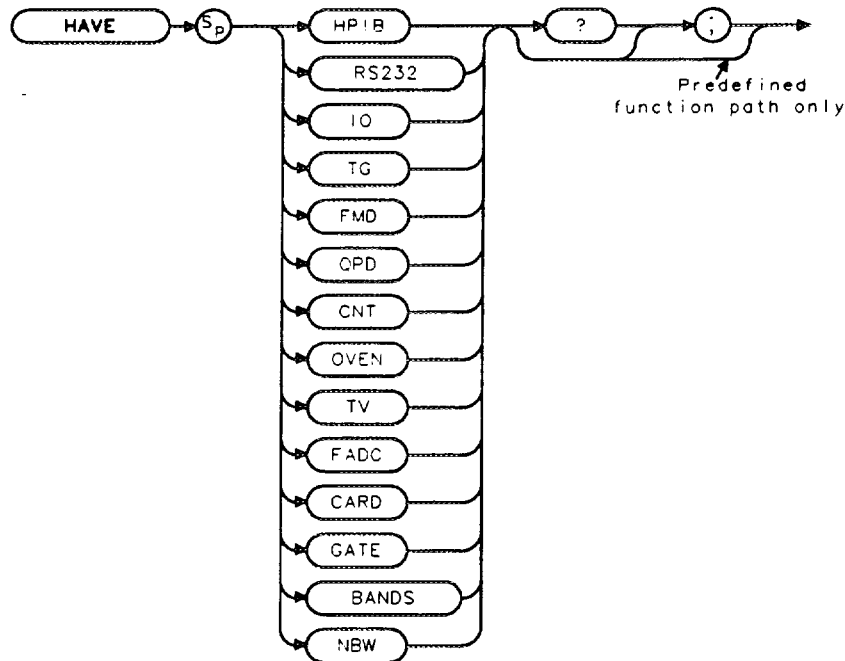 HAVE Sp HP!B ? ;
RS232
Predefined
function path only
IO
TG
FMD
QPD
CNT
OVEN
TV
FADC
CARD
GATE
BANDS
NBW